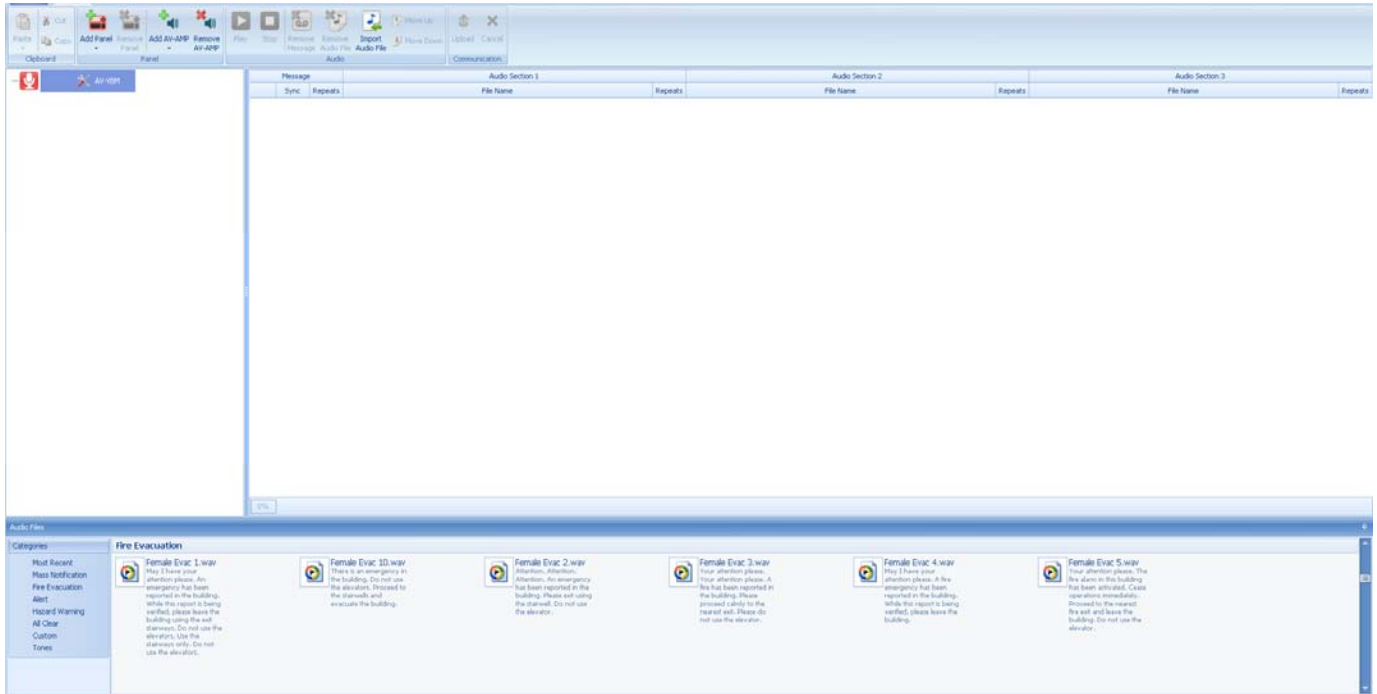 Paste
Cut
Copy
Clipboard
Add Panel
Remove
Panel
Add AV-AMP
Remove
AV-AMP
Panel
Play
Stop
Remove
Message
Remove
Audio File
Import
Audio File
Move Up
Move Down
Audio
Upload
Cancel
Communication
AV-VSM
Message
Audio Section 1
Audio Section 2
Audio Section 3
Sync
Repeats
File Name
Repeats
File Name
Repeats
File Name
Repeats
0%
Audio Files
Categories
Most Recent
Mass Notification
Fire Evacuation
Alert
Hazard Warning
All Clear
Custom
Tones
Fire Evacuation
Female Evac 1.wav
May I have your
attention please. An
emergency has been
reported in the building.
While this report is being
verified, please leave the
building using the exit
stairways. Do not use the
elevators. Use the
stairways only. Do not
use the elevators.
Female Evac 10.wav
There is an emergency in
the building. Do not use
the elevators. Proceed to
the stairwells and
evacuate the building.
Female Evac 2.wav
Attention. Attention.
Attention. An emergency
has been reported in the
building. Please exit using
the stairwell. Do not use
the elevator.
Female Evac 3.wav
Your attention please.
Your attention please. A
fire has been reported in
the building. Please
proceed calmly to the
nearest exit. Please do
not use the elevator.
Female Evac 4.wav
May I have your
attention please. A fire
emergency has been
reported in the building.
While this report is being
verified, please leave the
building.
Female Evac 5.wav
Your attention please. The
fire alarm in this building
has been activated. Cease
operations immediately.
Proceed to the nearest
fire exit and leave the
building. Do not use the
elevator.